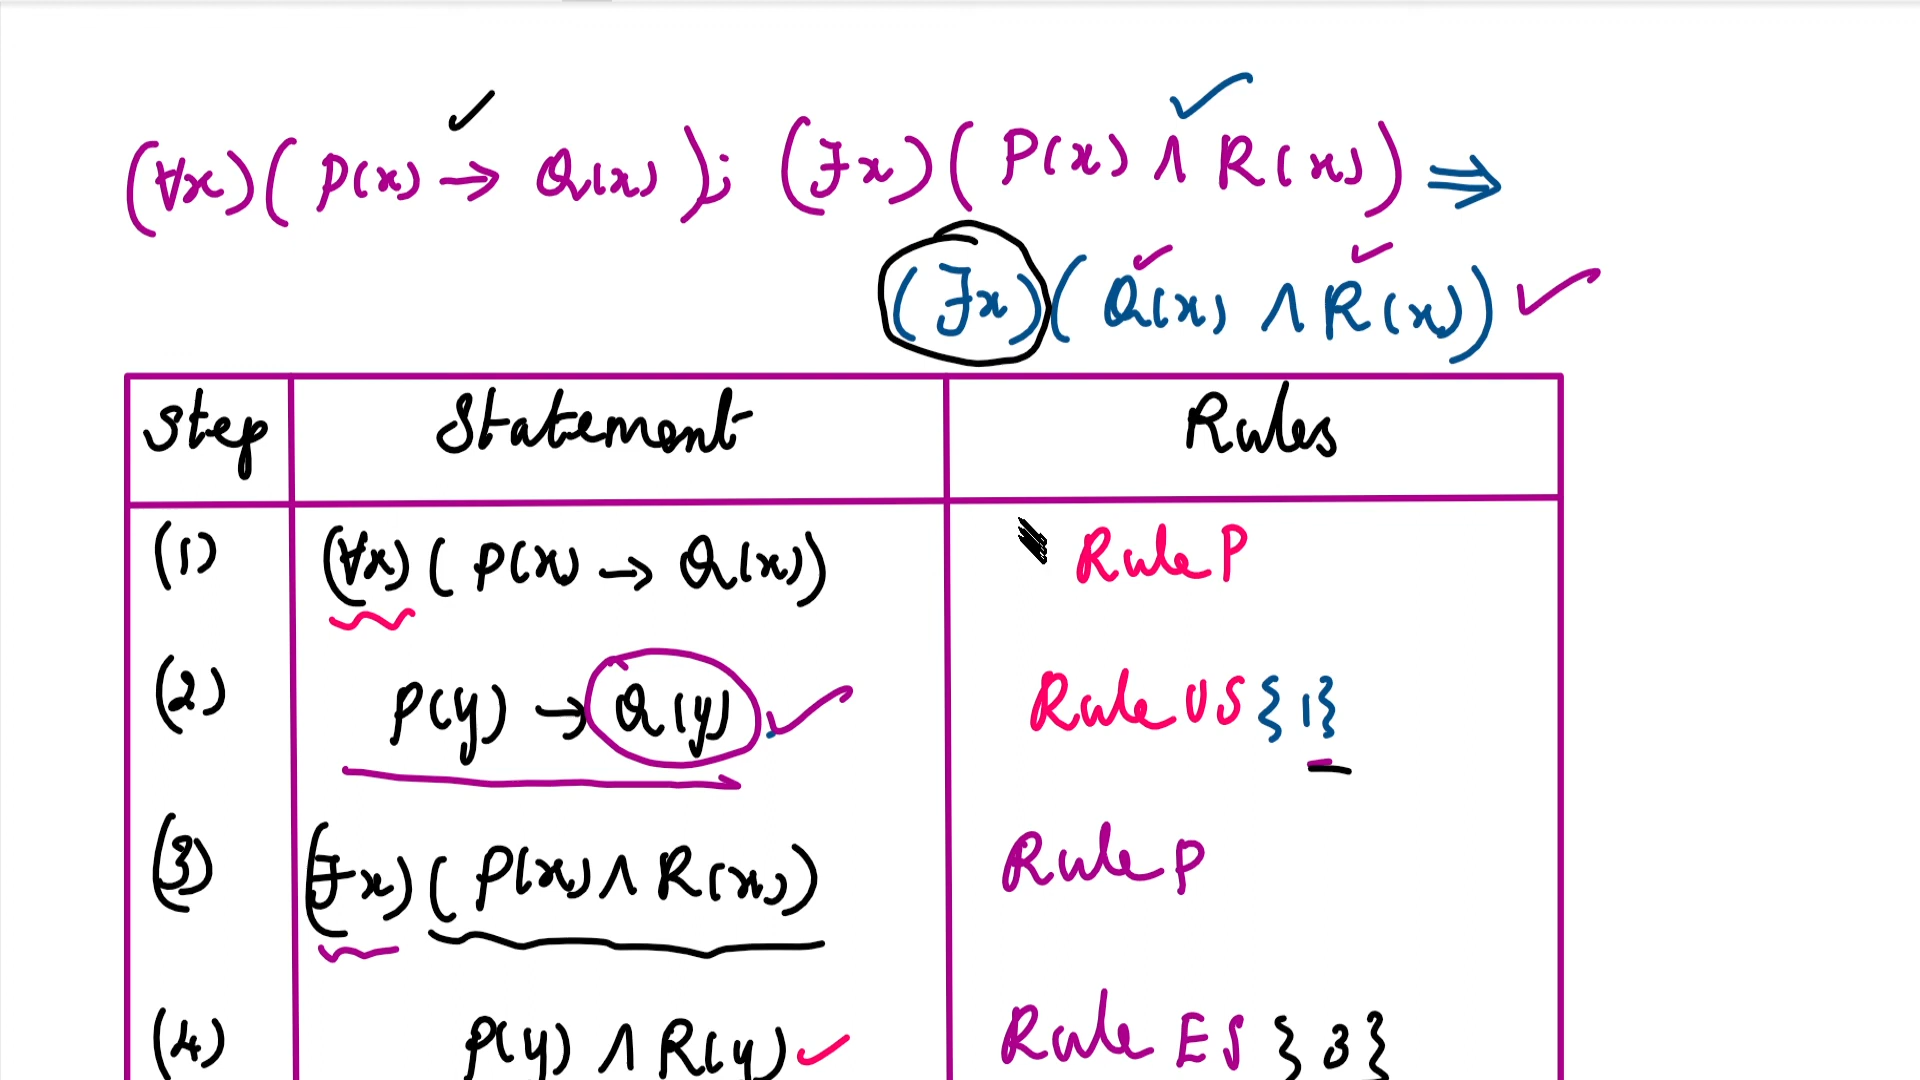 (∀x)(P(x) → Q(x)); (∃x)(P(x) ∧ R(x)) ⇒
(∃x)(Q(x) ∧ R(x))
Step Statement Rules
(1) (∀x)(P(x) → Q(x)) Rule P
(2) P(y) → Q(y) Rule US {1}
(3) (∃x)(P(x) ∧ R(x)) Rule P
(4) P(y) ∧ R(y) Rule ES {3}